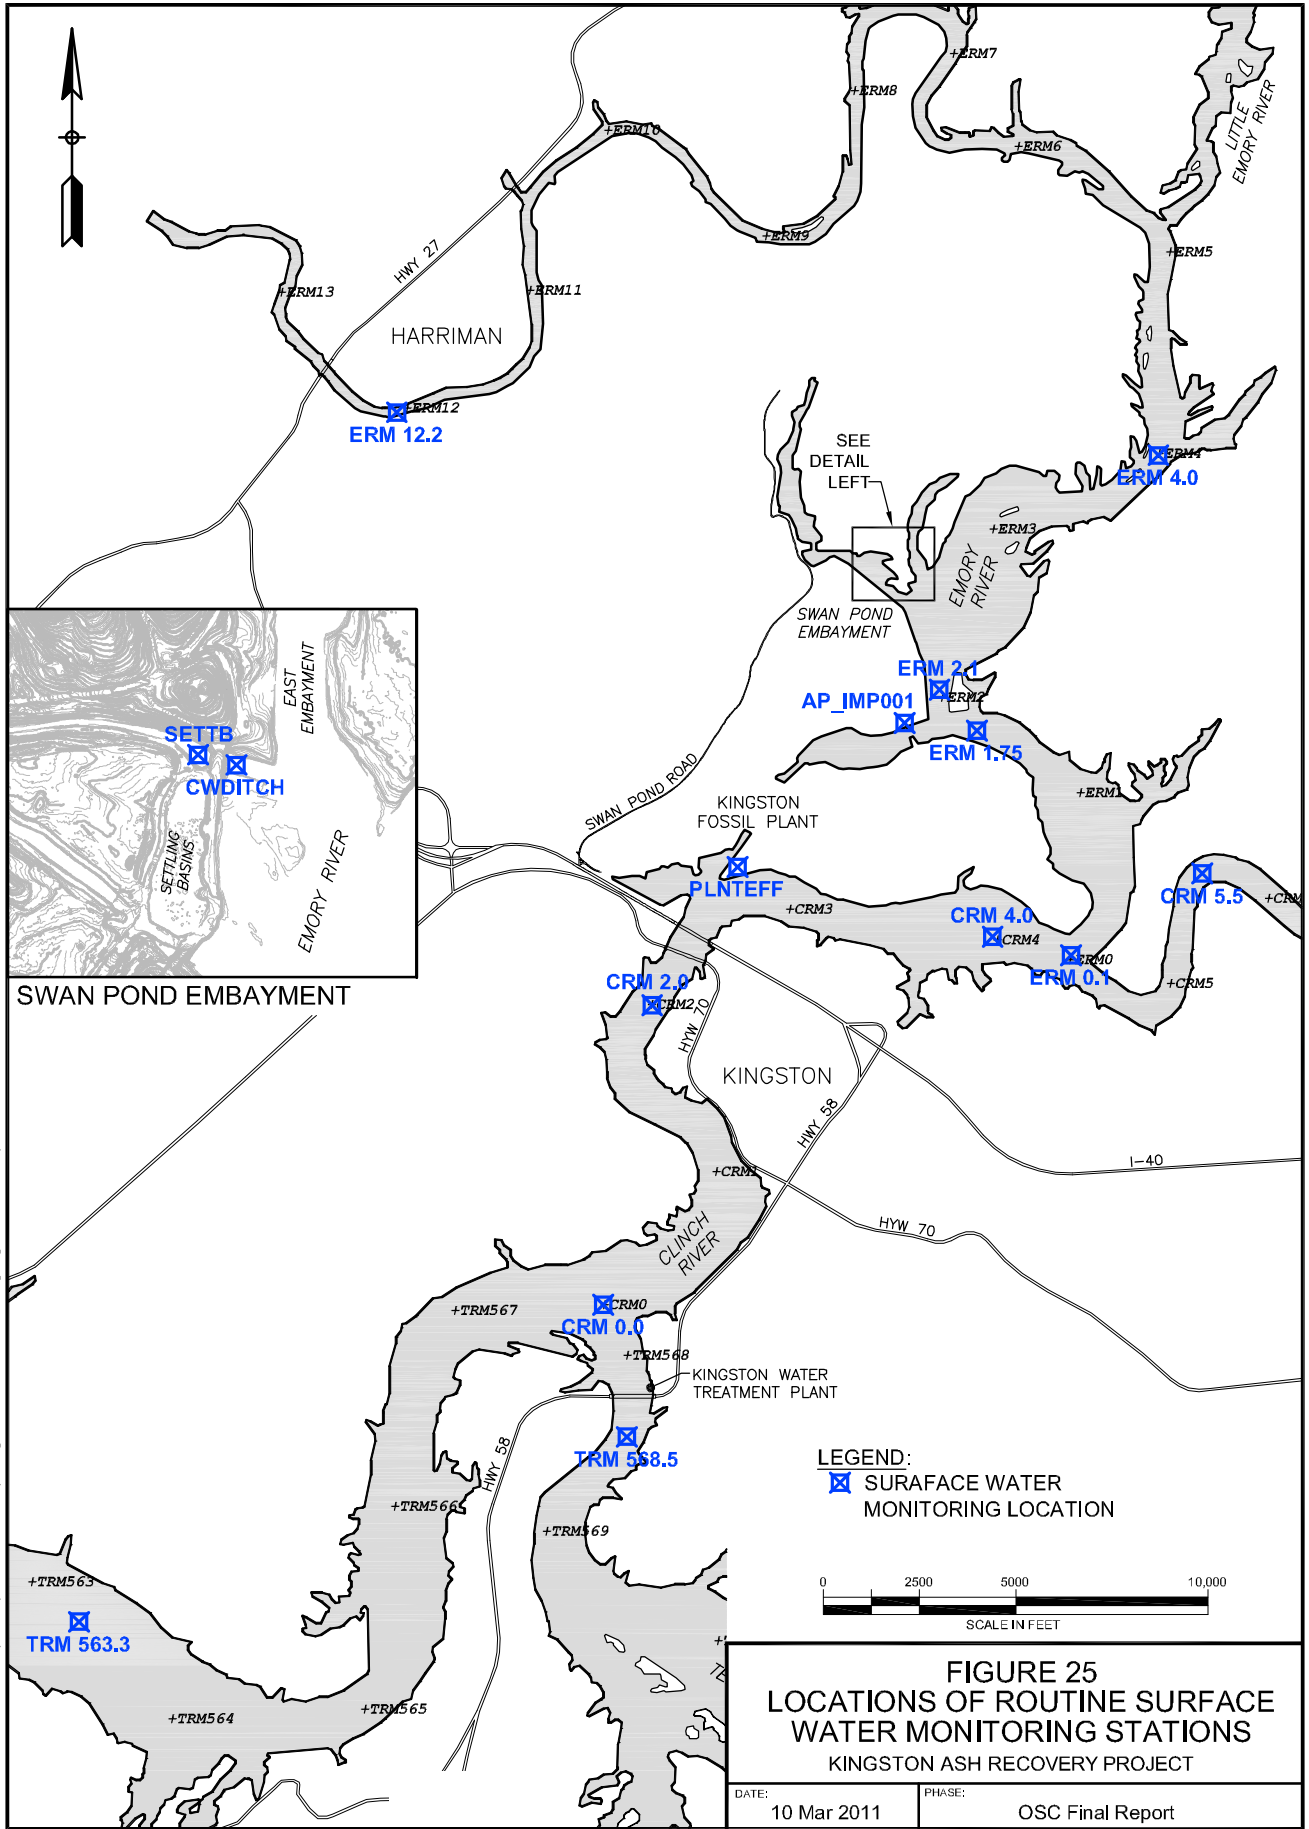 +ERM7
+ERM8
LITTLE
EMORY RIVER
+ERM10
+ERM6
+ERM9
+ERM5
HWY 27
+ERM13
+ERM11
HARRIMAN
+ERM12
ERM 12.2
SEE
DETAIL
LEFT
+ERM4
ERM 4.0
+ERM3
EMORY
RIVER
SWAN POND
EMBAYMENT
ERM 2.1
+ERM2
AP_IMP001
ERM 1.75
EAST
EMBAYMENT
SETTB
CWDITCH
SETTLING
BASINS
EMORY RIVER
SWAN POND EMBAYMENT
SWAN POND ROAD
KINGSTON
FOSSIL PLANT
+ERM1
PLNTEFF
CRM 5.5
+CRM
+CRM3
CRM 4.0
+CRM4
+ERM0
ERM 0.1
+CRM5
CRM 2.0
+CRM2
HYW 70
KINGSTON
HWY 58
I-40
+CRM1
HYW 70
CLINCH
RIVER
+TRM567
+CRM0
CRM 0.0
+TRM568
KINGSTON WATER
TREATMENT PLANT
HWY 58
TRM 568.5
+TRM566
+TRM569
LEGEND:
SURAFACE WATER
MONITORING LOCATION
+TRM563
TRM 563.3
0 2500 5000 10,000
SCALE IN FEET
+TRM564
+TRM565
FIGURE 25
LOCATIONS OF ROUTINE SURFACE
WATER MONITORING STATIONS
KINGSTON ASH RECOVERY PROJECT
DATE:
10 Mar 2011
PHASE:
OSC Final Report